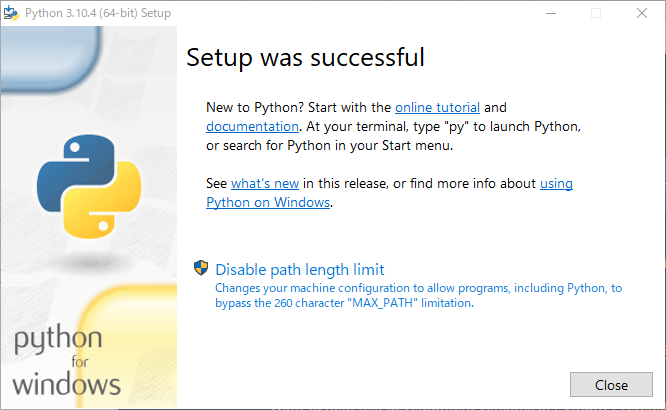 Python 3.10.4 (64-bit) Setup
Setup was successful
New to Python? Start with the online tutorial and
documentation. At your terminal, type "py" to launch Python,
or search for Python in your Start menu.
See what's new in this release, or find more info about using
Python on Windows.
Disable path length limit
Changes your machine configuration to allow programs, including Python, to
bypass the 260 character "MAX_PATH" limitation.
python
for
windows
Close